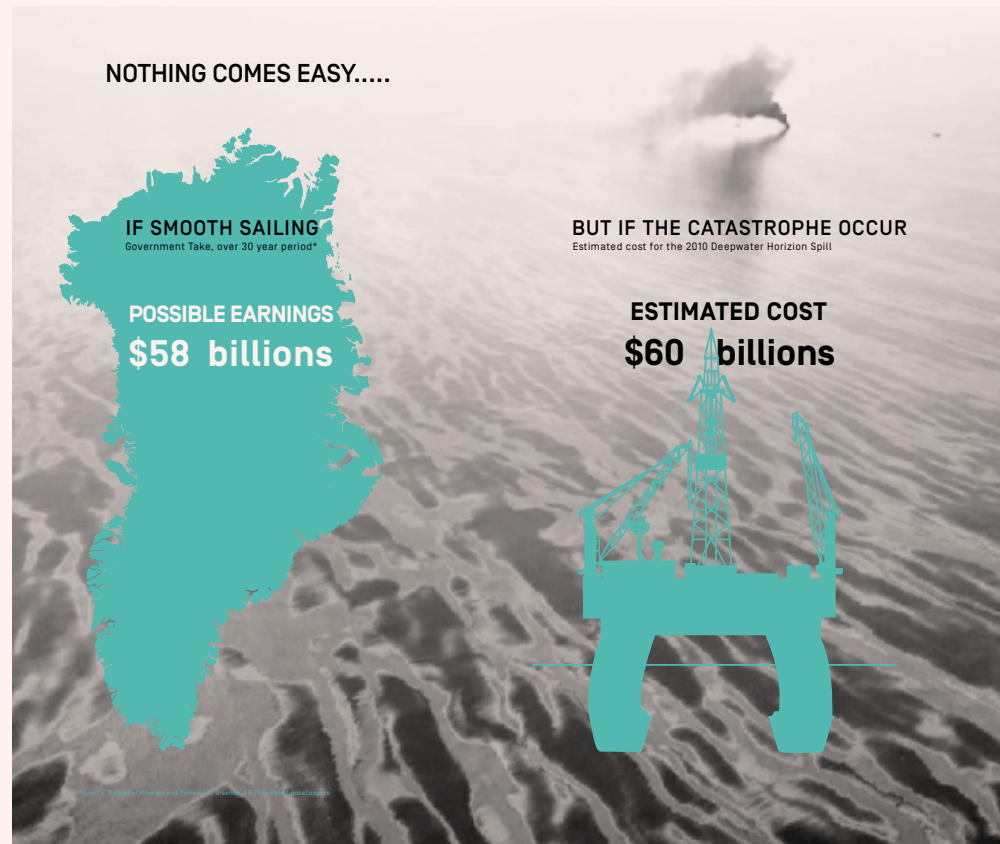 NOTHING COMES EASY.....
IF SMOOTH SAILING
Government Take, over 30 year period*
POSSIBLE EARNINGS
$58 billions
BUT IF THE CATASTROPHE OCCUR
Estimated cost for the 2010 Deepwater Horizion Spill
ESTIMATED COST
$60 billions